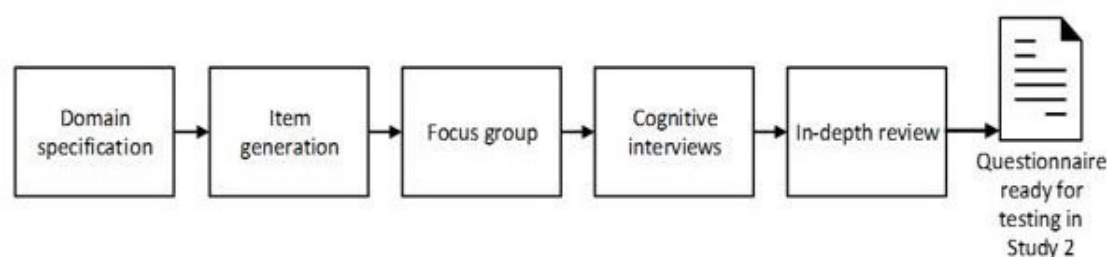 Domain
specification
Item
generation
Focus group
Cognitive
interviews
In-depth review
Questionnaire
ready for
testing in
Study 2